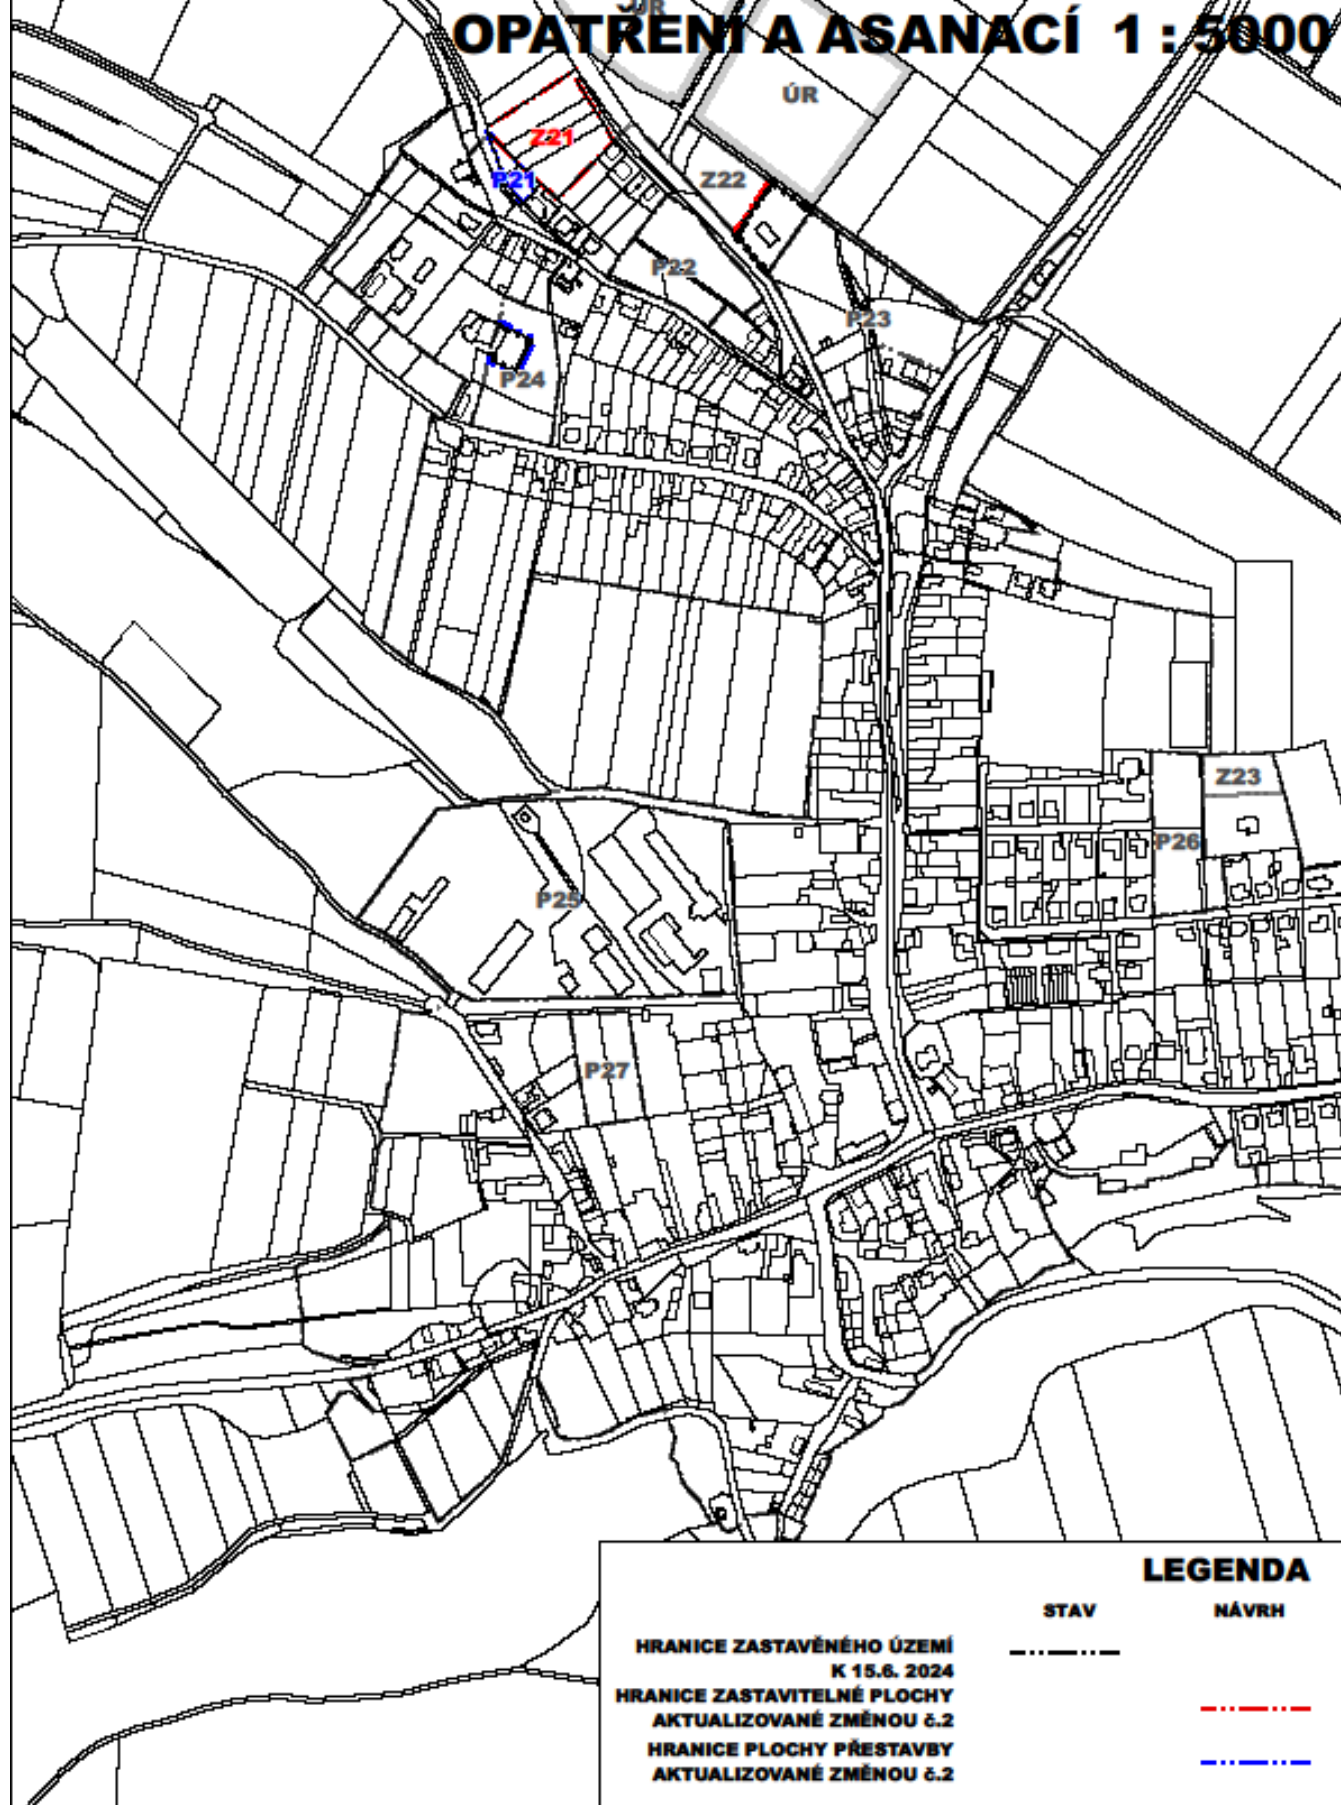 ÚR
OPATŘENÍ A ASANACÍ 1 : 5000
ÚR
Z21
P21
Z22
P22
P23
P24
Z23
P26
P25
P27
LEGENDA
STAV NÁVRH
HRANICE ZASTAVĚNÉHO ÚZEMÍ
K 15.6. 2024
HRANICE ZASTAVITELNÉ PLOCHY
AKTUALIZOVANÉ ZMĚNOU č.2
HRANICE PLOCHY PŘESTAVBY
AKTUALIZOVANÉ ZMĚNOU č.2